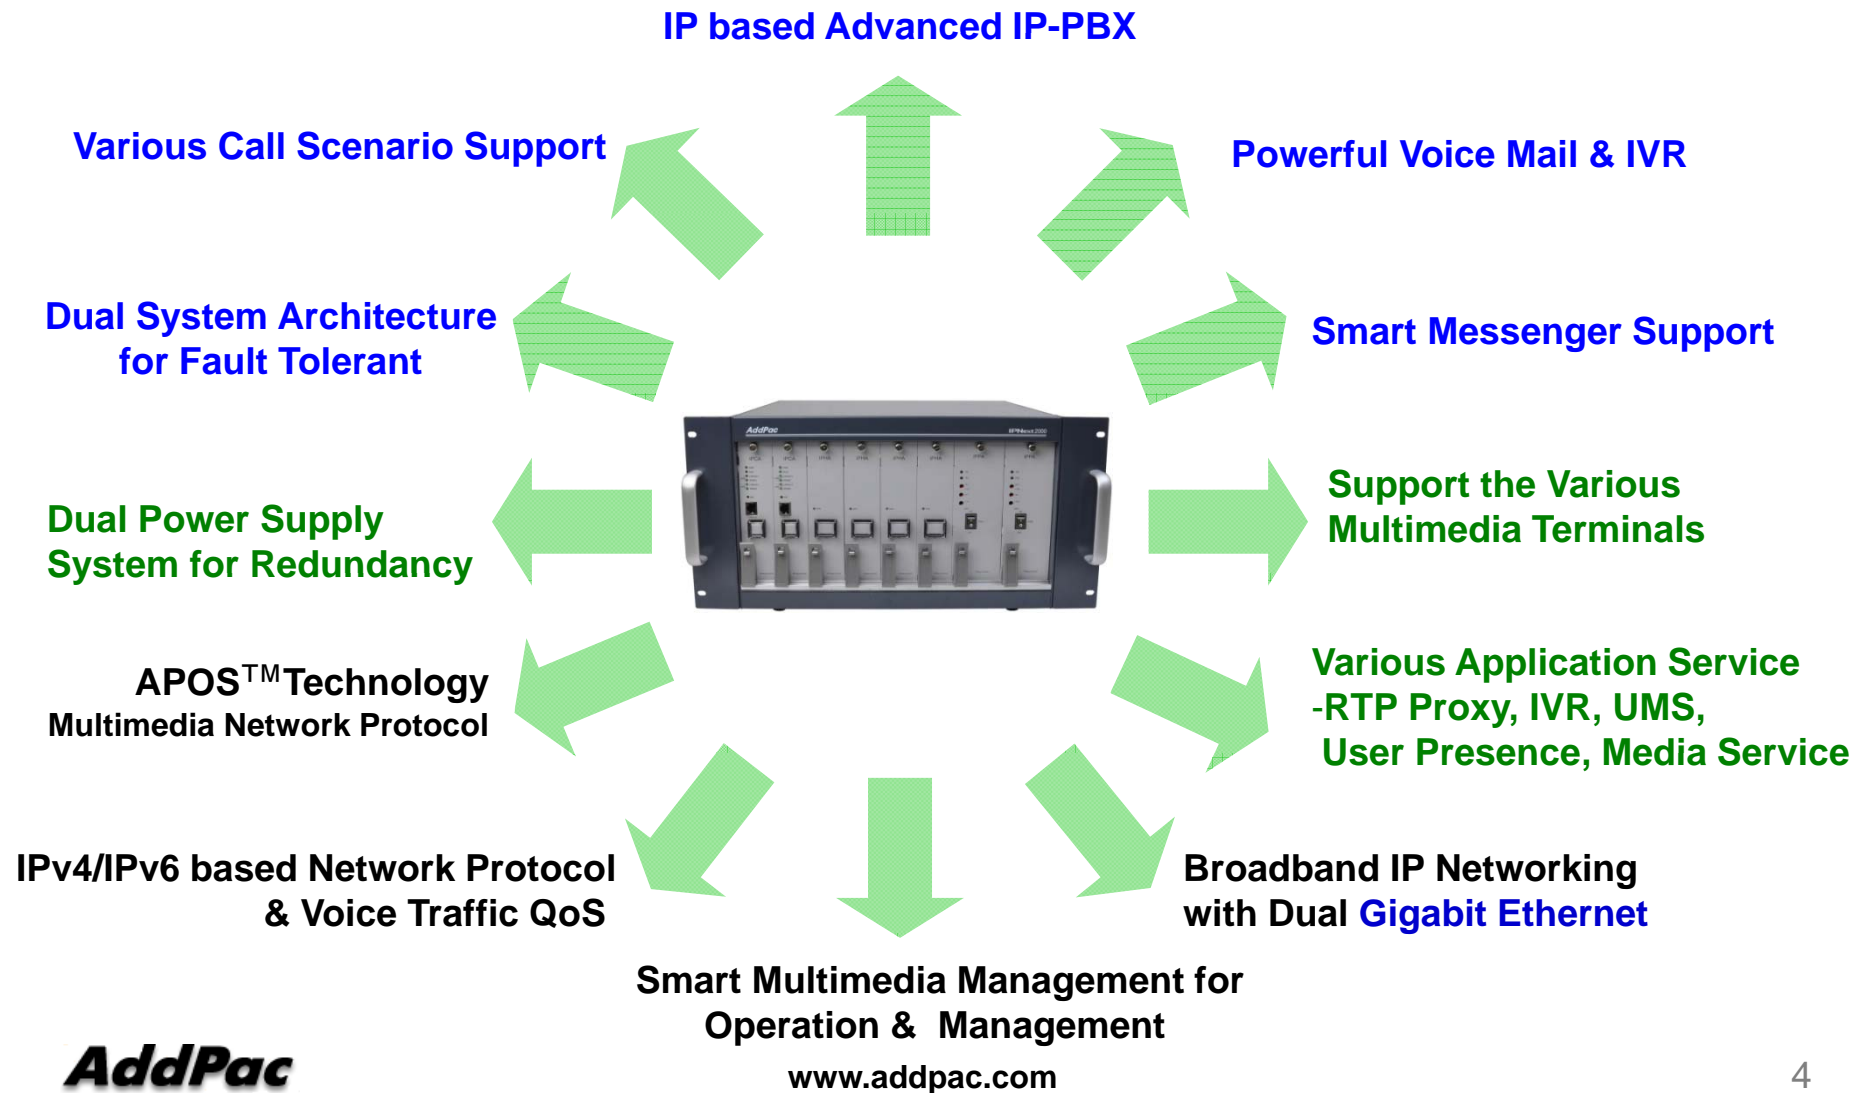 IP based Advanced IP-PBX
Various Call Scenario Support
Powerful Voice Mail & IVR
Dual System Architecture
for Fault Tolerant
Smart Messenger Support
AddPac
Support the Various
Multimedia Terminals
Dual Power Supply
System for Redundancy
APOS™Technology
Multimedia Network Protocol
Various Application Service
-RTP Proxy, IVR, UMS,
User Presence, Media Service
IPv4/IPv6 based Network Protocol
& Voice Traffic QoS
Broadband IP Networking
with Dual Gigabit Ethernet
Smart Multimedia Management for
Operation & Management
AddPac
www.addpac.com
4